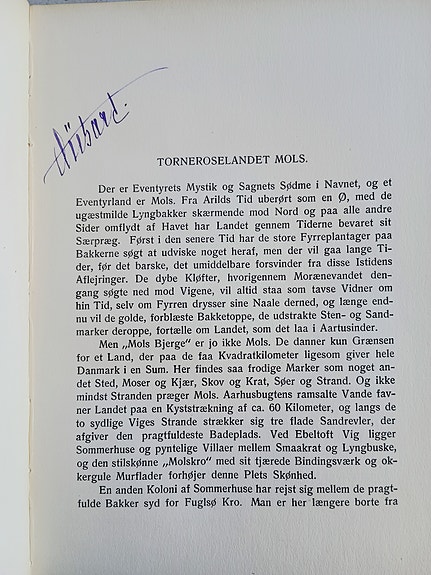 TORNEROSELANDET MOLS.
Der er Eventyrets Mystik og Sagnets Sødme i Navnet, og et
Eventyrland er Mols. Fra Arilds Tid uberørt som en Ø, med de
ugæstmilde Lyngbakker skærmende mod Nord og paa alle andre
Sider omflydt af Havet har Landet gennem Tiderne bevaret sit
Særpræg. Først i den senere Tid har de store Fyrreplantager paa
Bakkerne søgt at udviske noget heraf, men der vil gaa lange Ti-
der, før det barske, det umiddelbare forsvinder fra disse Istidens
Aflejringer. De dybe Kløfter, hvorigennem Morænevandet den-
gang søgte ned mod Vigene, vil altid staa som tavse Vidner om
hin Tid, selv om Fyrren drysser sine Naale derned, og længe end-
nu vil de golde, forblæste Bakketoppe, de udstrakte Sten- og Sand-
marker deroppe, fortælle om Landet, som det laa i Aartusinder.
Men „Mols Bjerge" er jo ikke Mols. De danner kun Grænsen
for et Land, der paa de faa Kvadratkilometer ligesom giver hele
Danmark i en Sum. Her findes saa frodige Marker som noget an-
det Sted, Moser og Kjær, Skov og Krat, Søer og Strand. Og ikke
mindst Stranden præger Mols. Aarhusbugtens ramsalte Vande fav-
ner Landet paa en Kyststrækning af ca. 60 Kilometer, og langs de
to sydlige Viges Strande strækker sig tre flade Sandrevler, der
afgiver den pragtfuldeste Badeplads. Ved Ebeltoft Vig ligger
Sommerhuse og pyntelige Villaer mellem Smaakrat og Lyngbuske,
og den stilskønne „Molskro" med sit tjærede Bindingsværk og ok-
kergule Murflader forhøjer denne Plets Skønhed.
En anden Koloni af Sommerhuse har rejst sig mellem de pragt-
fulde Bakker syd for Fuglsø Kro. Man er her længere borte fra